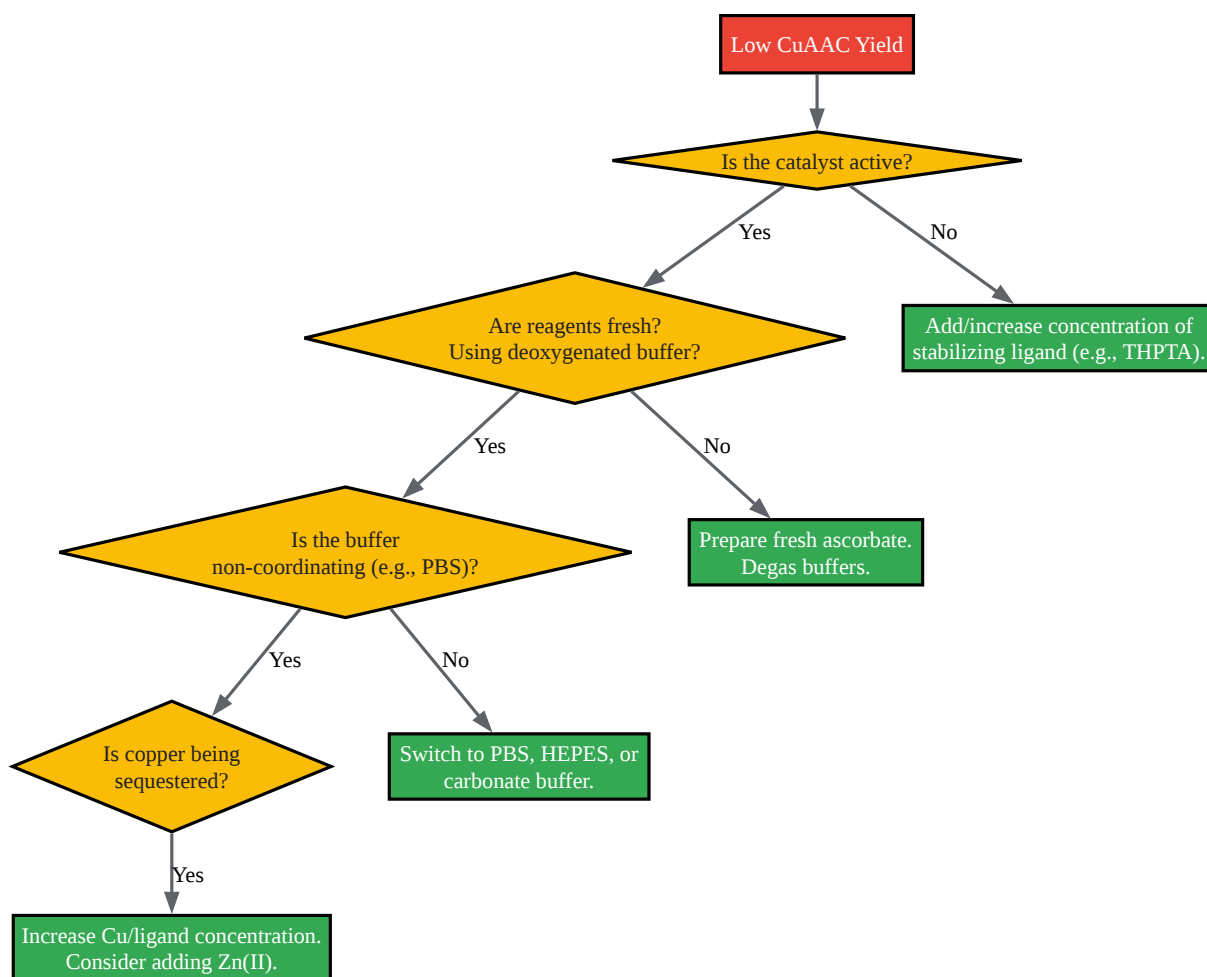 Low CuAAC Yield
Is the catalyst active?
Yes
No
Are reagents fresh?
Using deoxygenated buffer?
Add/increase concentration of
stabilizing ligand (e.g., THPTA).
Yes
No
Is the buffer
non-coordinating (e.g., PBS)?
Prepare fresh ascorbate.
Degas buffers.
Yes
No
Is copper being
sequestered?
Switch to PBS, HEPES, or
carbonate buffer.
Yes
Increase Cu/ligand concentration.
Consider adding Zn(II).